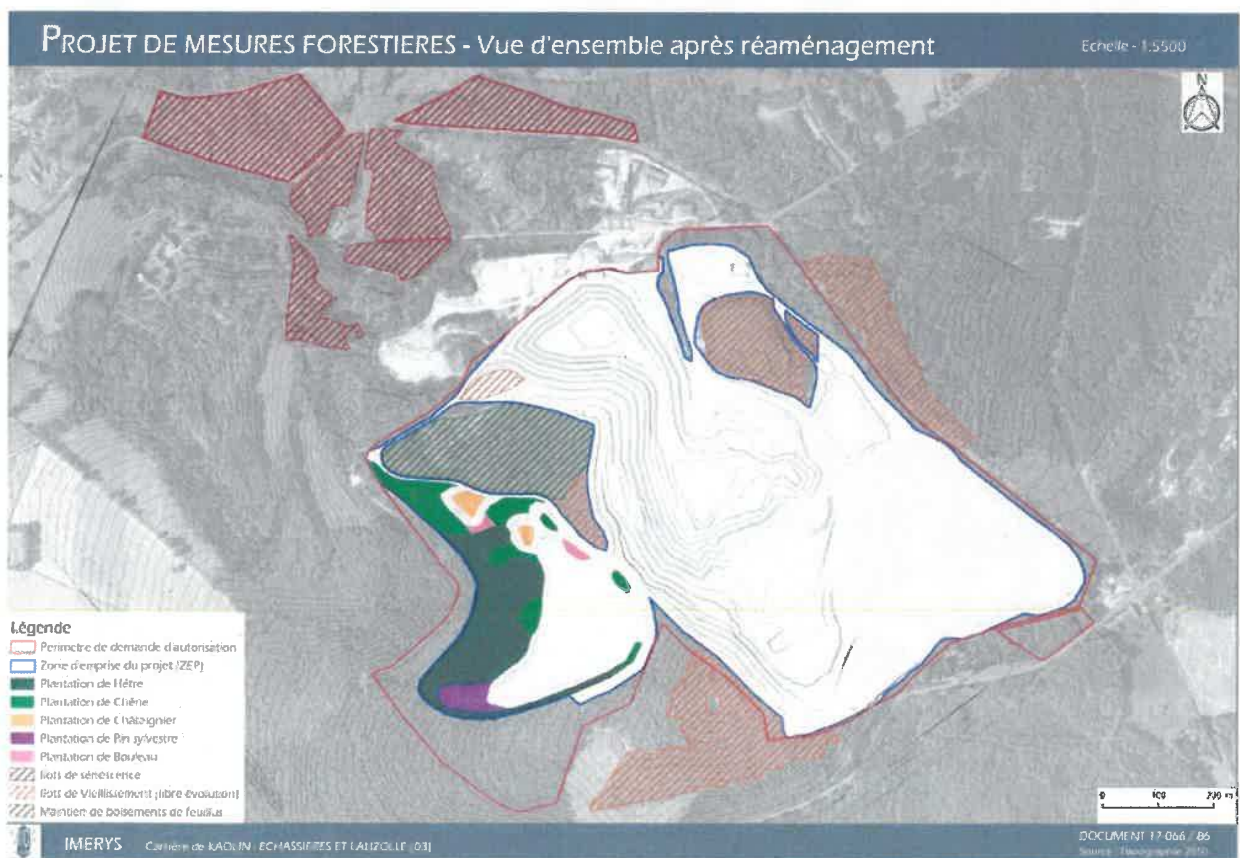 PROJET DE MESURES FORESTIERES - Vue d'ensemble après réaménagement
Echelle - 1:5500
N
Légende
Périmètre de demande d'autorisation
Zone d'emprise du projet (ZEP)
Plantation de Hêtre
Plantation de Chêne
Plantation de Châtaignier
Plantation de Pin sylvestre
Plantation de Bouleau
Ilots de sénescence
Ilots de Vieillissement (libre évolution)
Maintien de boisements de feuillus
0 100 200 m
IMERYS Carrière de KAOLIN - ECHASSIERES ET LALIZOLLE (03)
DOCUMENT 17-066 / 86
Source : Topographie